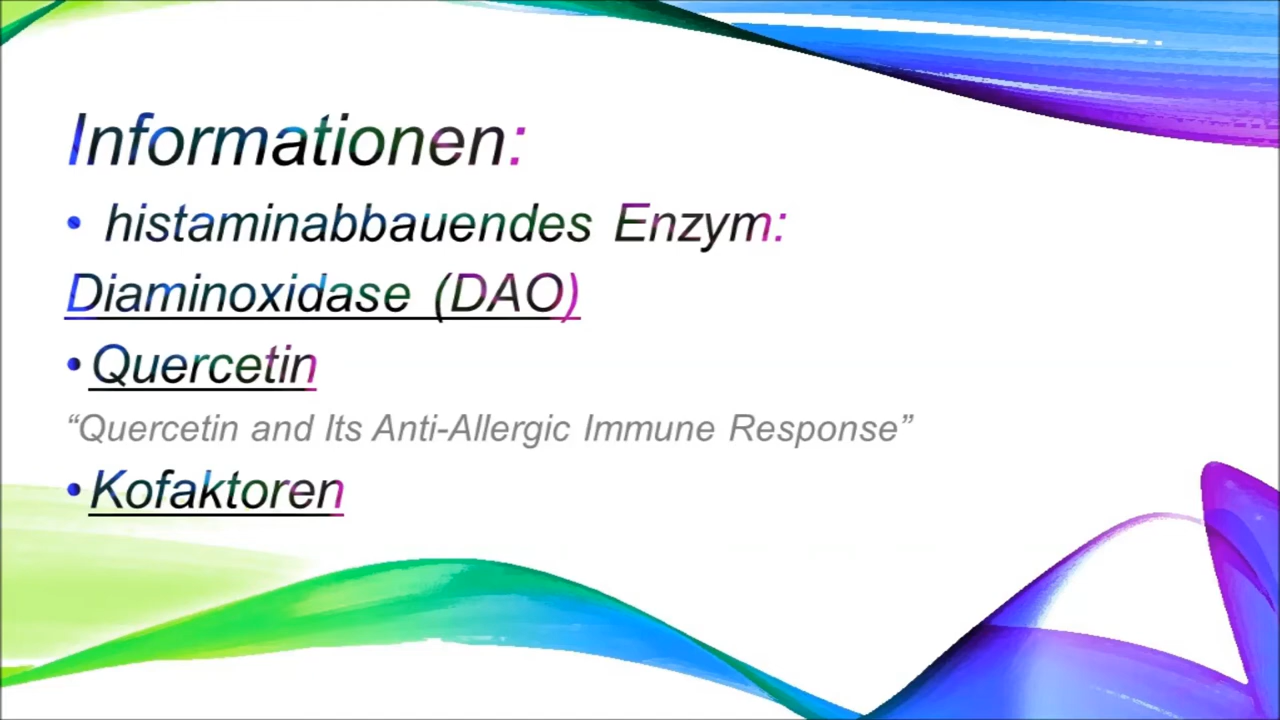 Informationen:
• histaminabbauendes Enzym:
Diaminoxidase (DAO)
• Quercetin
“Quercetin and Its Anti-Allergic Immune Response”
• Kofaktoren